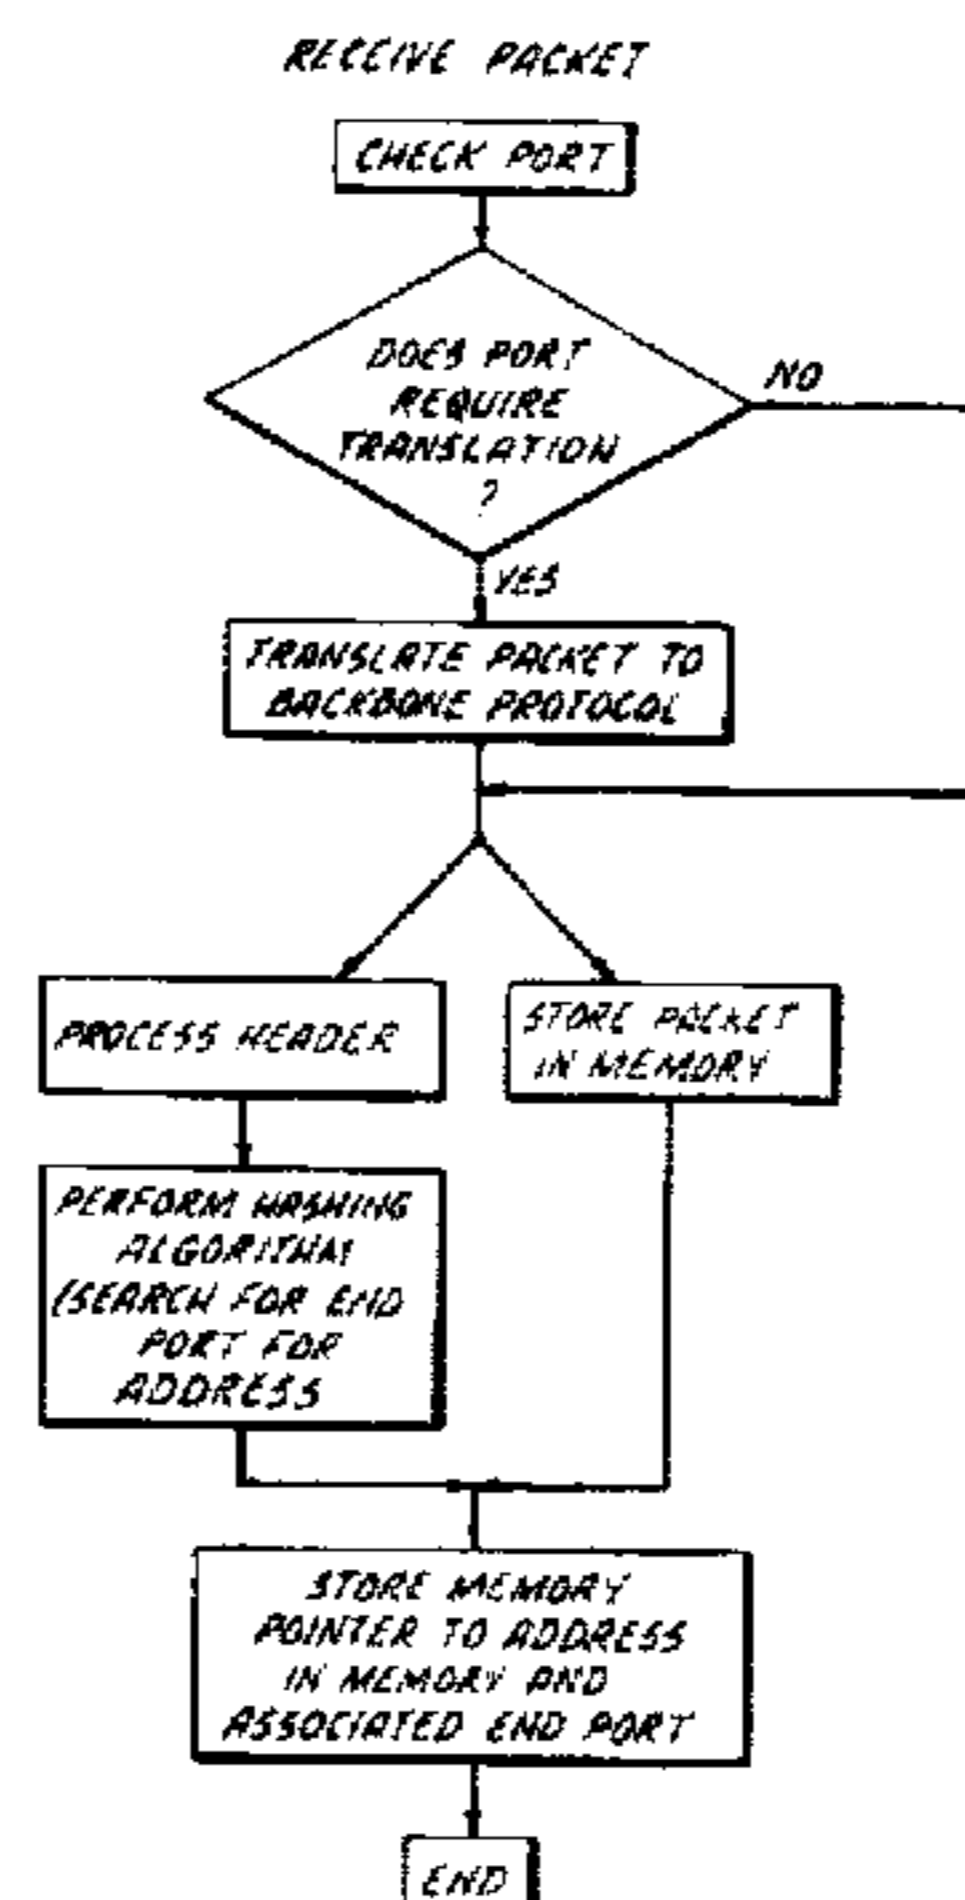 RECEIVE PACKET
CHECK PORT
DOES PORT
REQUIRE
TRANSLATION
?
NO
YES
TRANSLATE PACKET TO
BACKBONE PROTOCOL
PROCESS HEADER
STORE PACKET
IN MEMORY
PERFORM HASHING
ALGORITHM
(SEARCH FOR END
PORT FOR
ADDRESS
STORE MEMORY
POINTER TO ADDRESS
IN MEMORY AND
ASSOCIATED END PORT
END